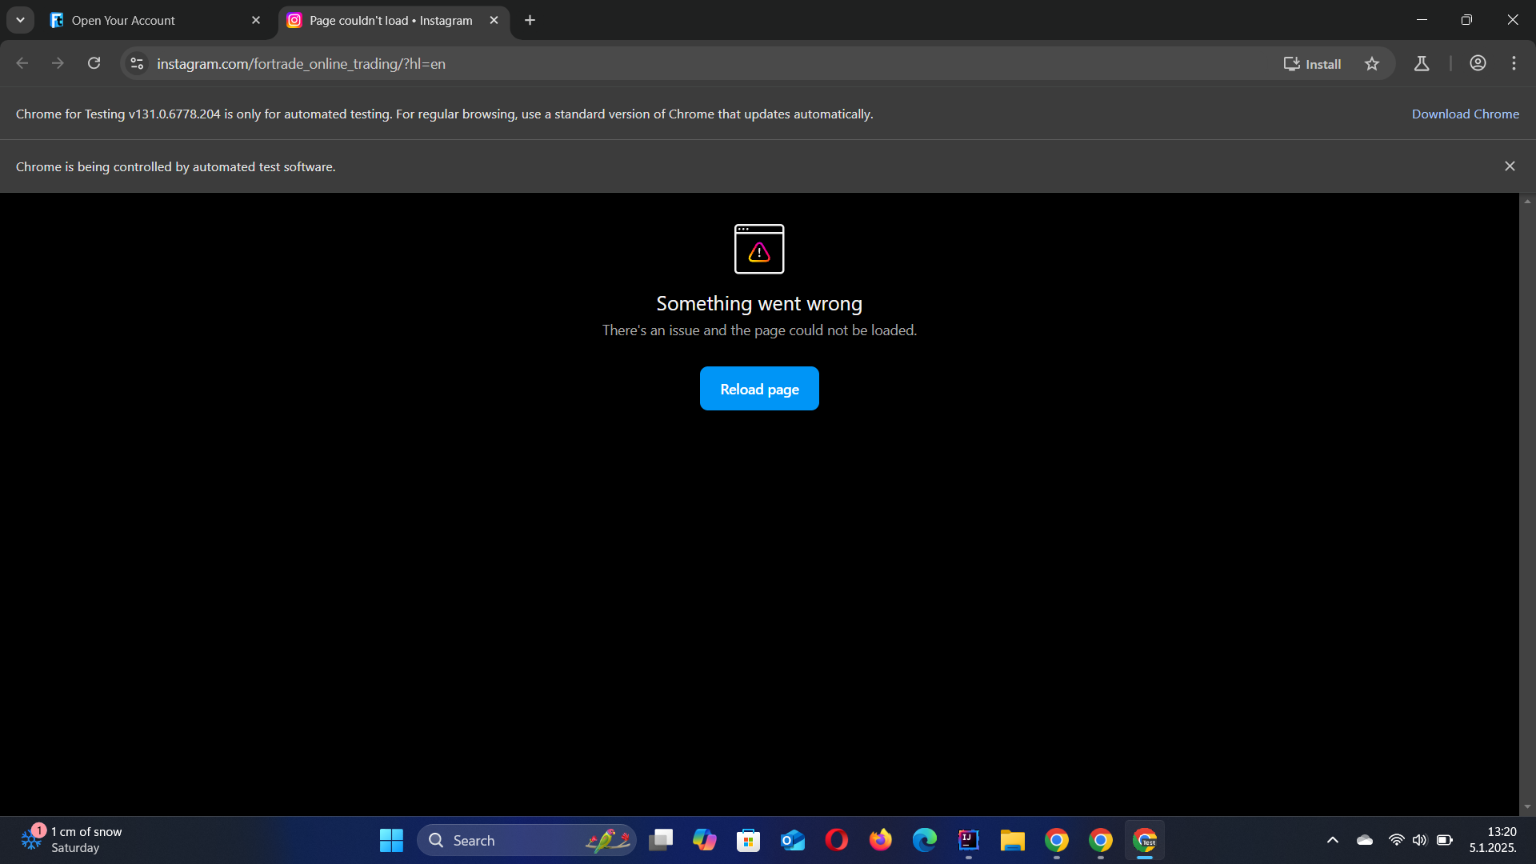 Open Your Account
Page couldn't load • Instagram
instagram.com/fortrade_online_trading/?hl=en
Install
Chrome for Testing v131.0.6778.204 is only for automated testing. For regular browsing, use a standard version of Chrome that updates automatically.
Download Chrome
Chrome is being controlled by automated test software.
Something went wrong
There's an issue and the page could not be loaded.
Reload page
1
1 cm of snow
Saturday
Search
IJ
Test
13:20
5.1.2025.